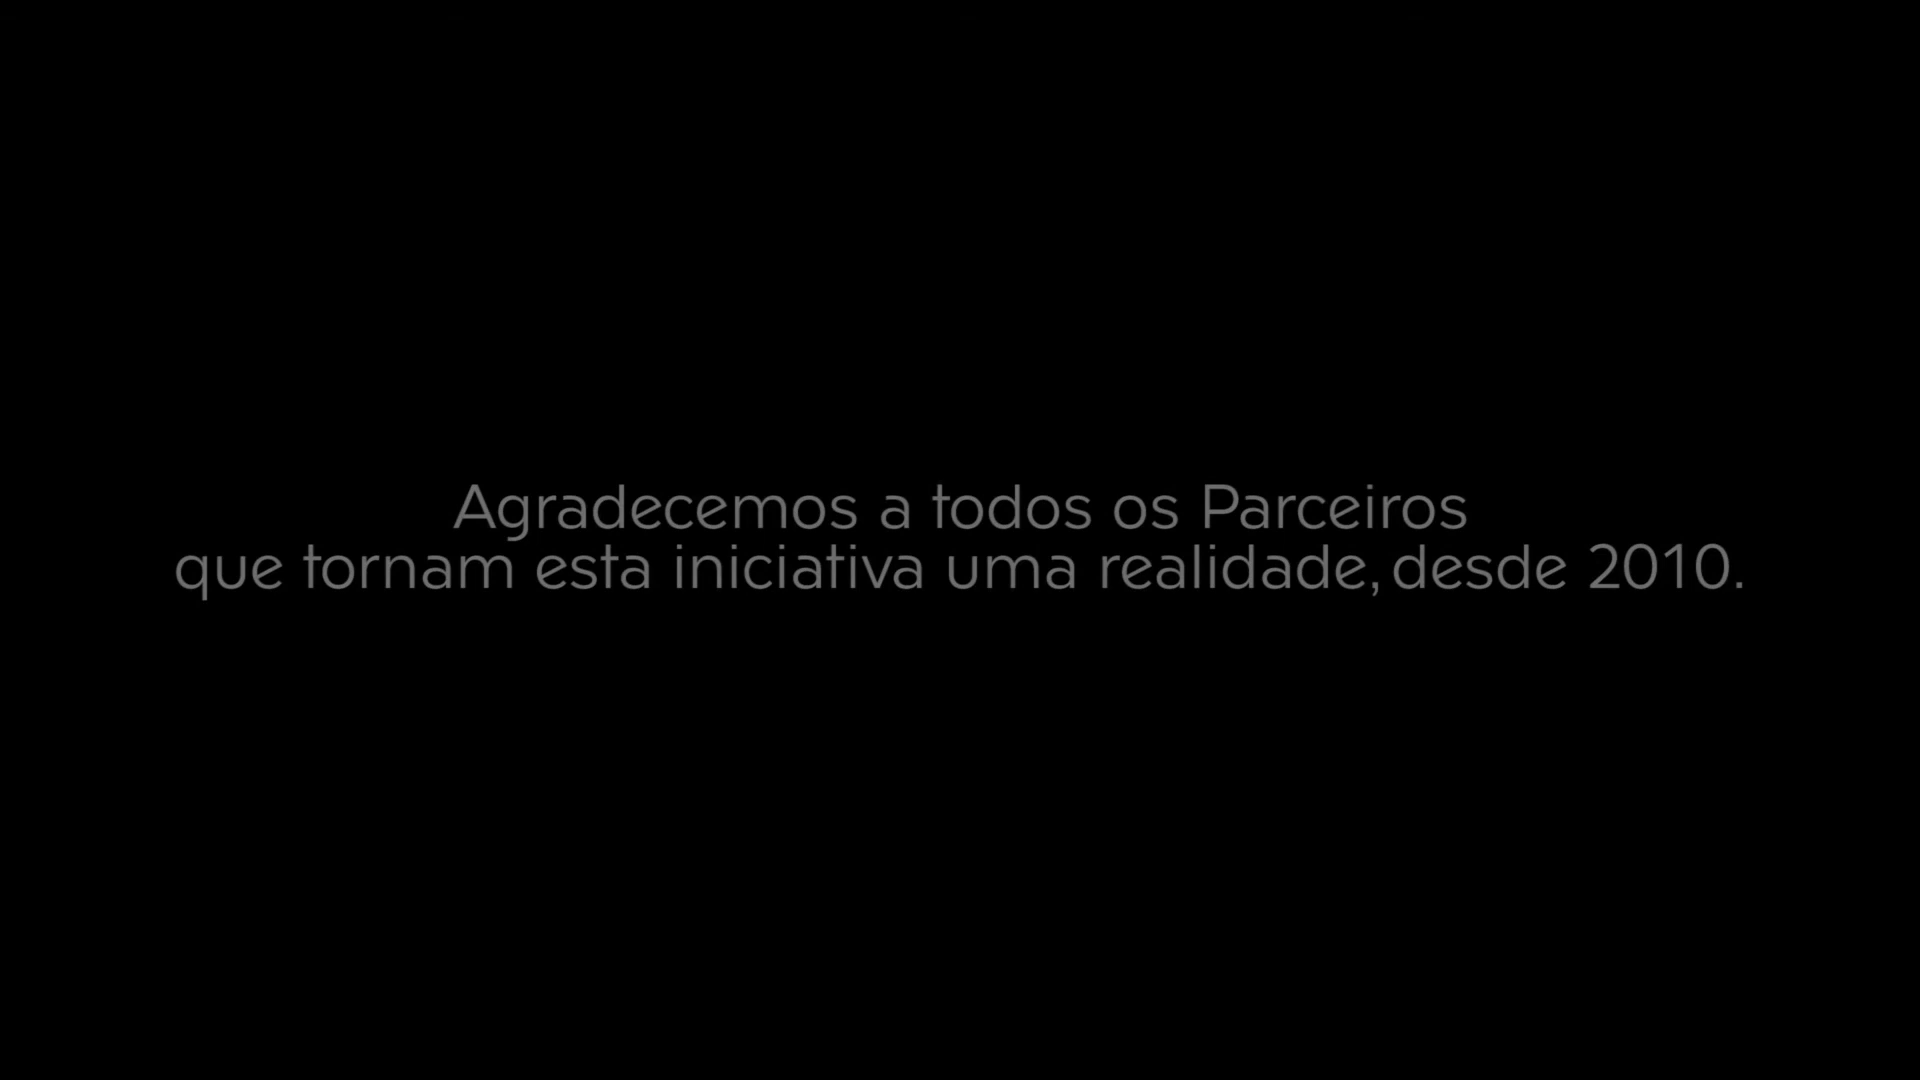 Agradecemos a todos os Parceiros
que tornam esta iniciativa uma realidade, desde 2010.